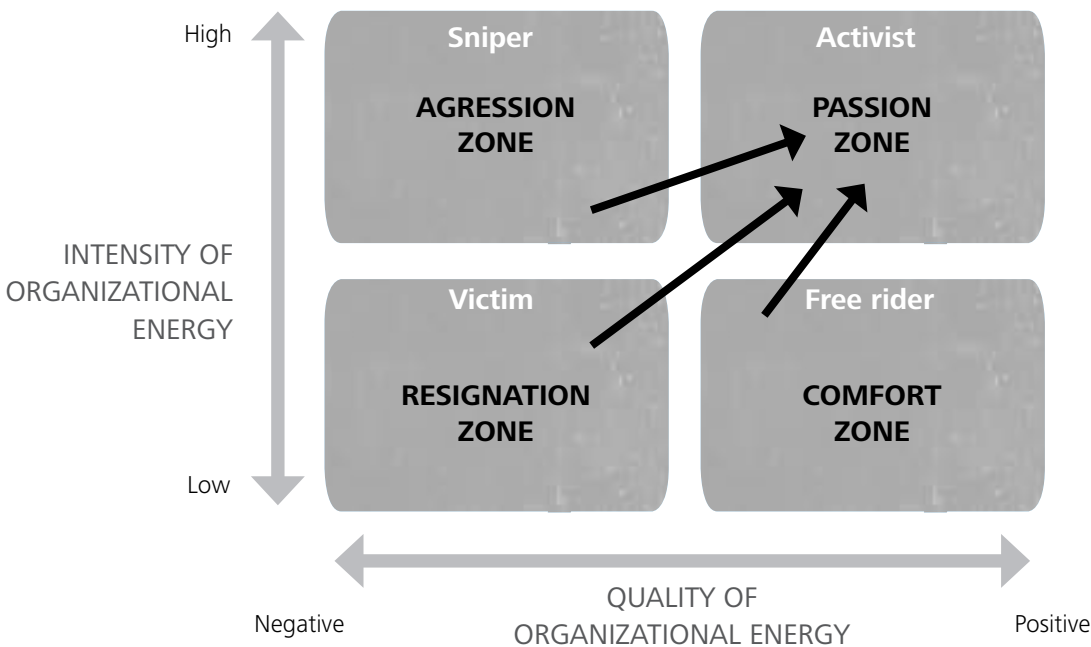 High
Sniper
Activist
AGRESSION
ZONE
PASSION
ZONE
INTENSITY OF
ORGANIZATIONAL
ENERGY
Victim
Free rider
RESIGNATION
ZONE
COMFORT
ZONE
Low
Negative
QUALITY OF
ORGANIZATIONAL ENERGY
Positive